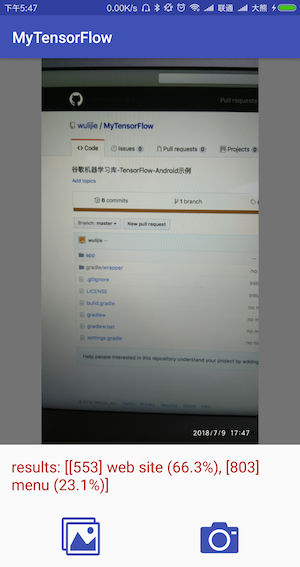 下午5:47
0.00K/s
联通
大熊
MyTensorFlow
Pull requests
wulijie / MyTensorFlow
Code
Issues 0
Pull requests 0
Projects
谷歌机器学习库-TensorFlow-Android示例
Add topics
6 commits
1 branch
Branch: master
New pull request
wulijie
app
gradle/wrapper
.gitignore
LICENSE
build.gradle
gradlew
gradlew.bat
settings.gradle
Help people interested in this repository understand your project by adding
2018/7/9 17:47
results: [[553] web site (66.3%), [803]
menu (23.1%)]